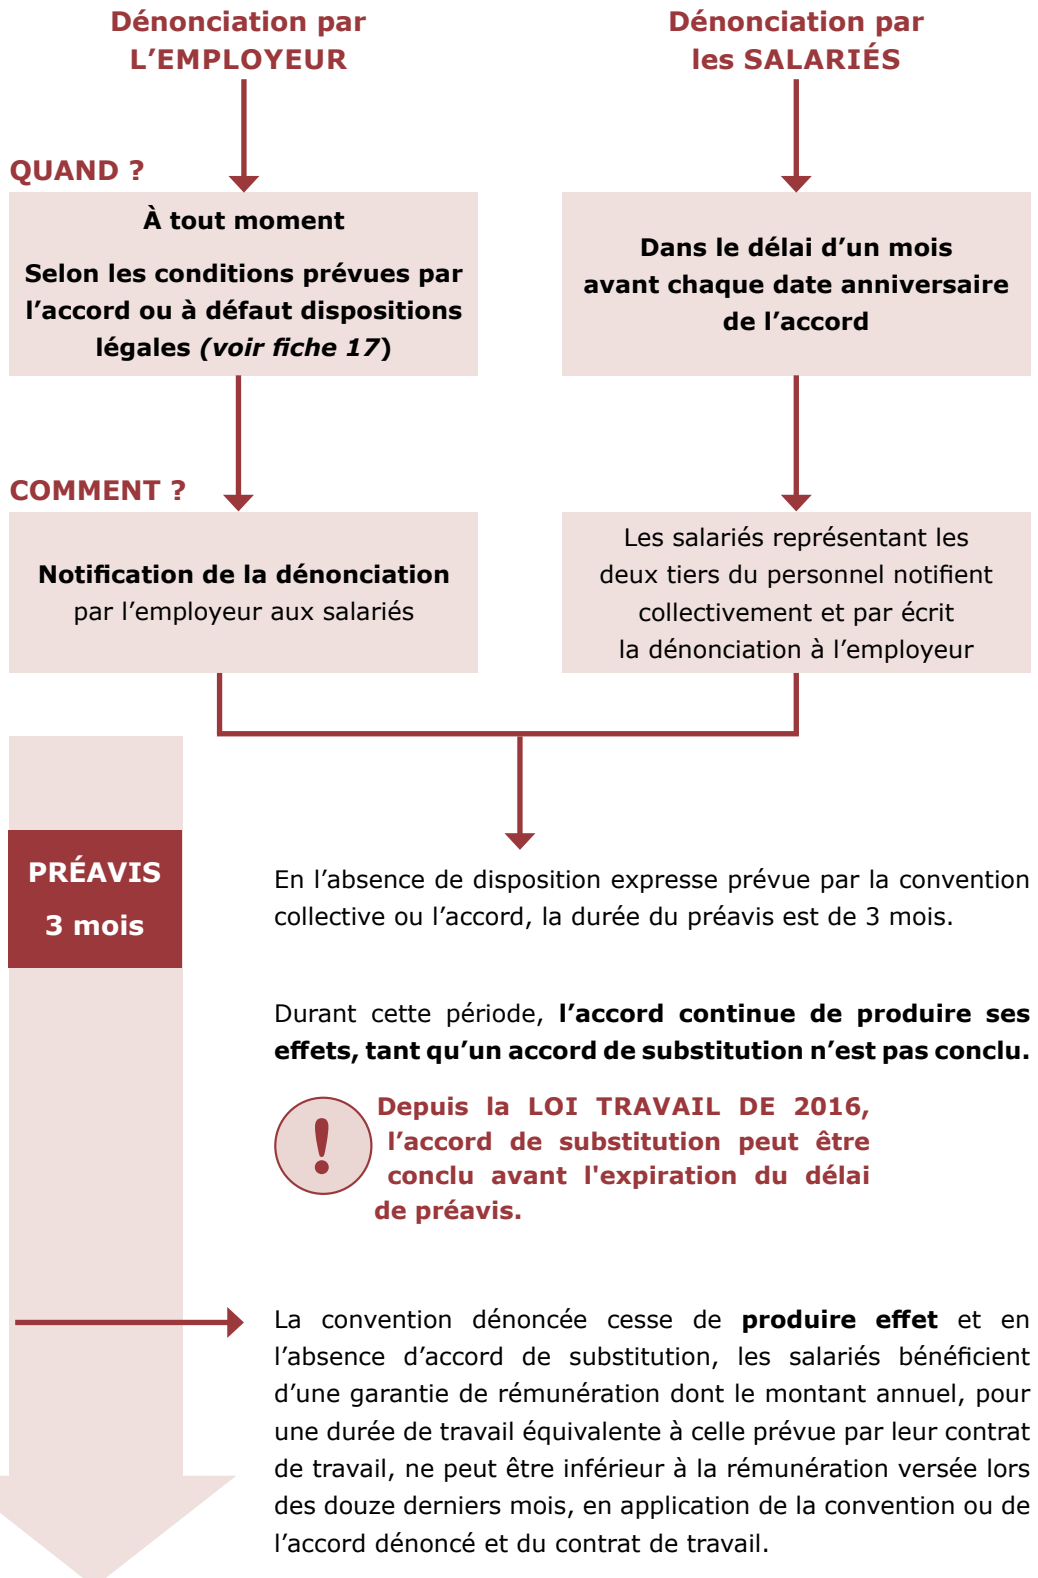 Dénonciation par
L’EMPLOYEUR
Dénonciation par
les SALARIÉS
QUAND ?
À tout moment
Selon les conditions prévues par
l’accord ou à défaut dispositions
légales (voir fiche 17)
Dans le délai d’un mois
avant chaque date anniversaire
de l’accord
COMMENT ?
Notification de la dénonciation
par l’employeur aux salariés
Les salariés représentant les
deux tiers du personnel notifient
collectivement et par écrit
la dénonciation à l’employeur
PRÉAVIS
3 mois
En l’absence de disposition expresse prévue par la convention
collective ou l’accord, la durée du préavis est de 3 mois.
Durant cette période, l’accord continue de produire ses
effets, tant qu’un accord de substitution n’est pas conclu.
!
Depuis la LOI TRAVAIL DE 2016,
l’accord de substitution peut être
conclu avant l'expiration du délai
de préavis.
La convention dénoncée cesse de produire effet et en
l’absence d’accord de substitution, les salariés bénéficient
d’une garantie de rémunération dont le montant annuel, pour
une durée de travail équivalente à celle prévue par leur contrat
de travail, ne peut être inférieur à la rémunération versée lors
des douze derniers mois, en application de la convention ou de
l’accord dénoncé et du contrat de travail.